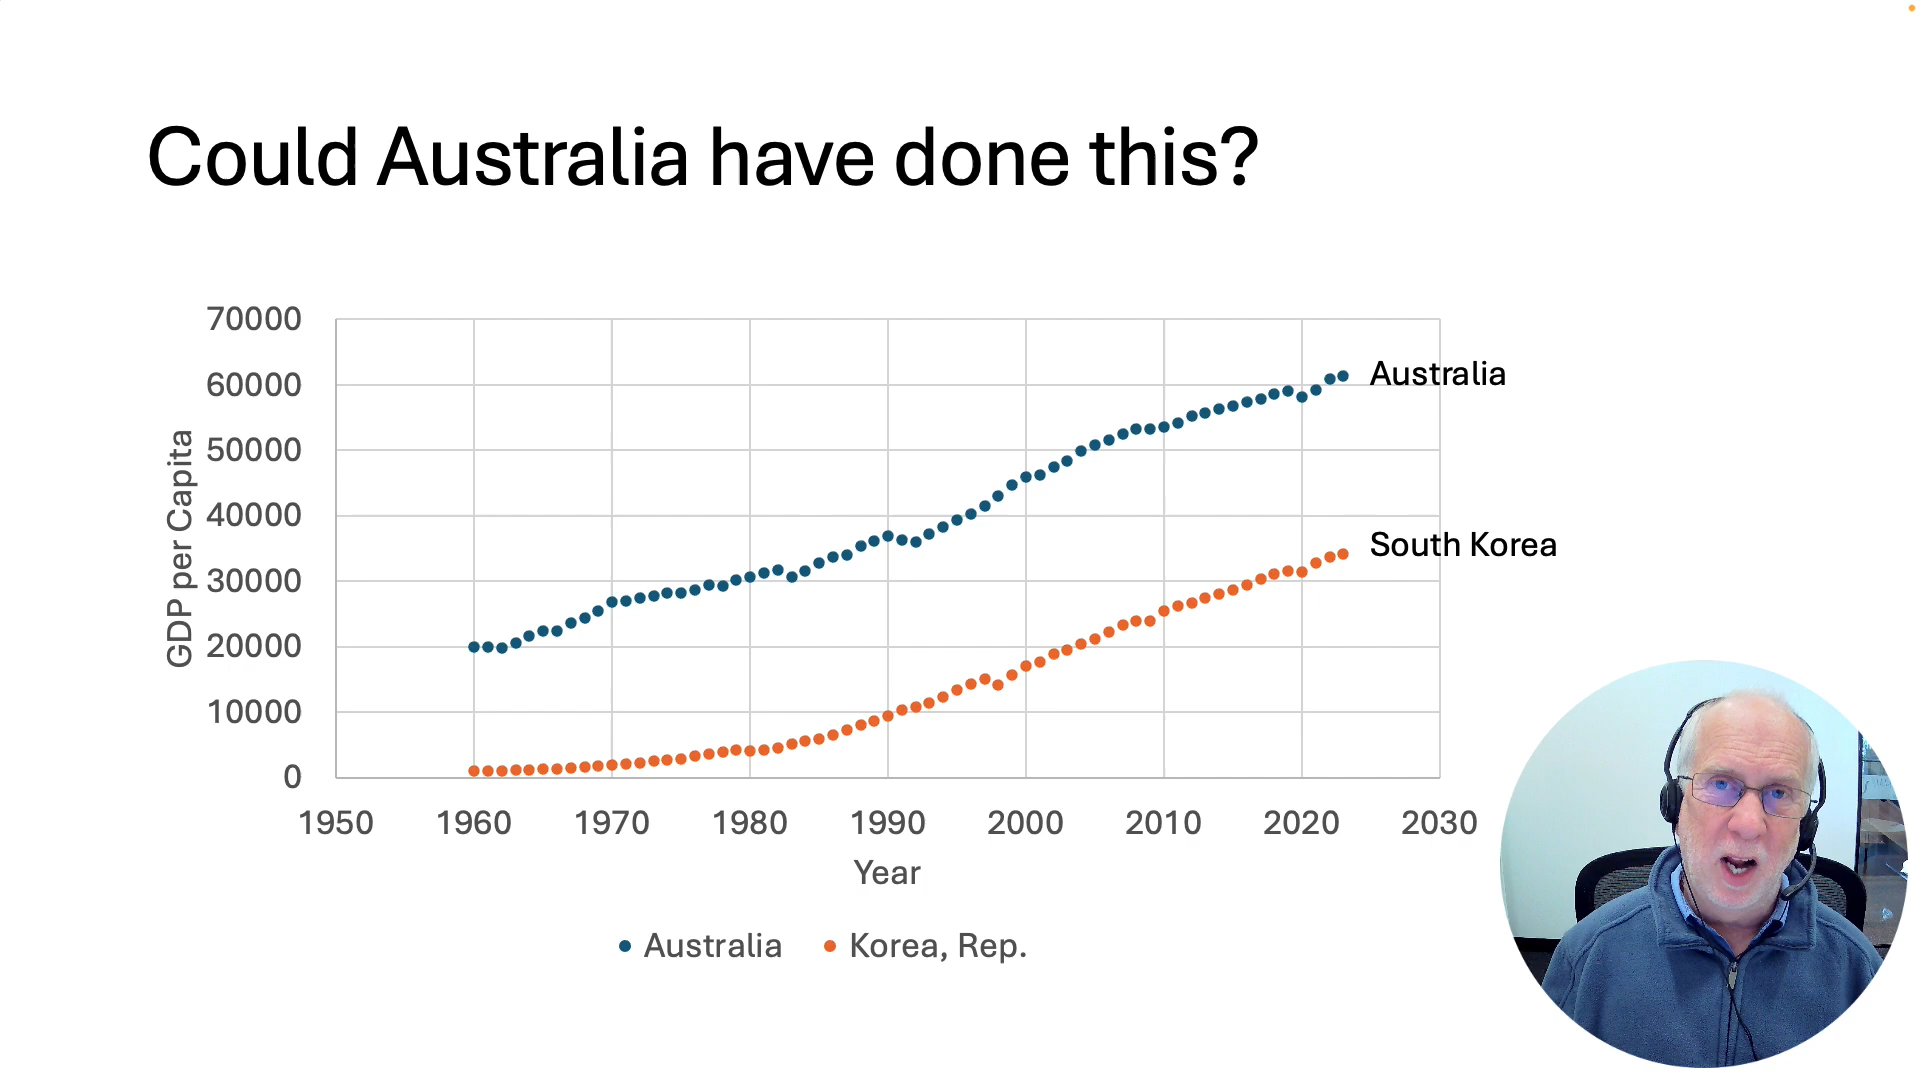 Could Australia have done this?
70000
60000
50000
40000
30000
20000
10000
0
GDP per Capita
Australia
South Korea
1950 1960 1970 1980 1990 2000 2010 2020 2030
Year
Australia Korea, Rep.